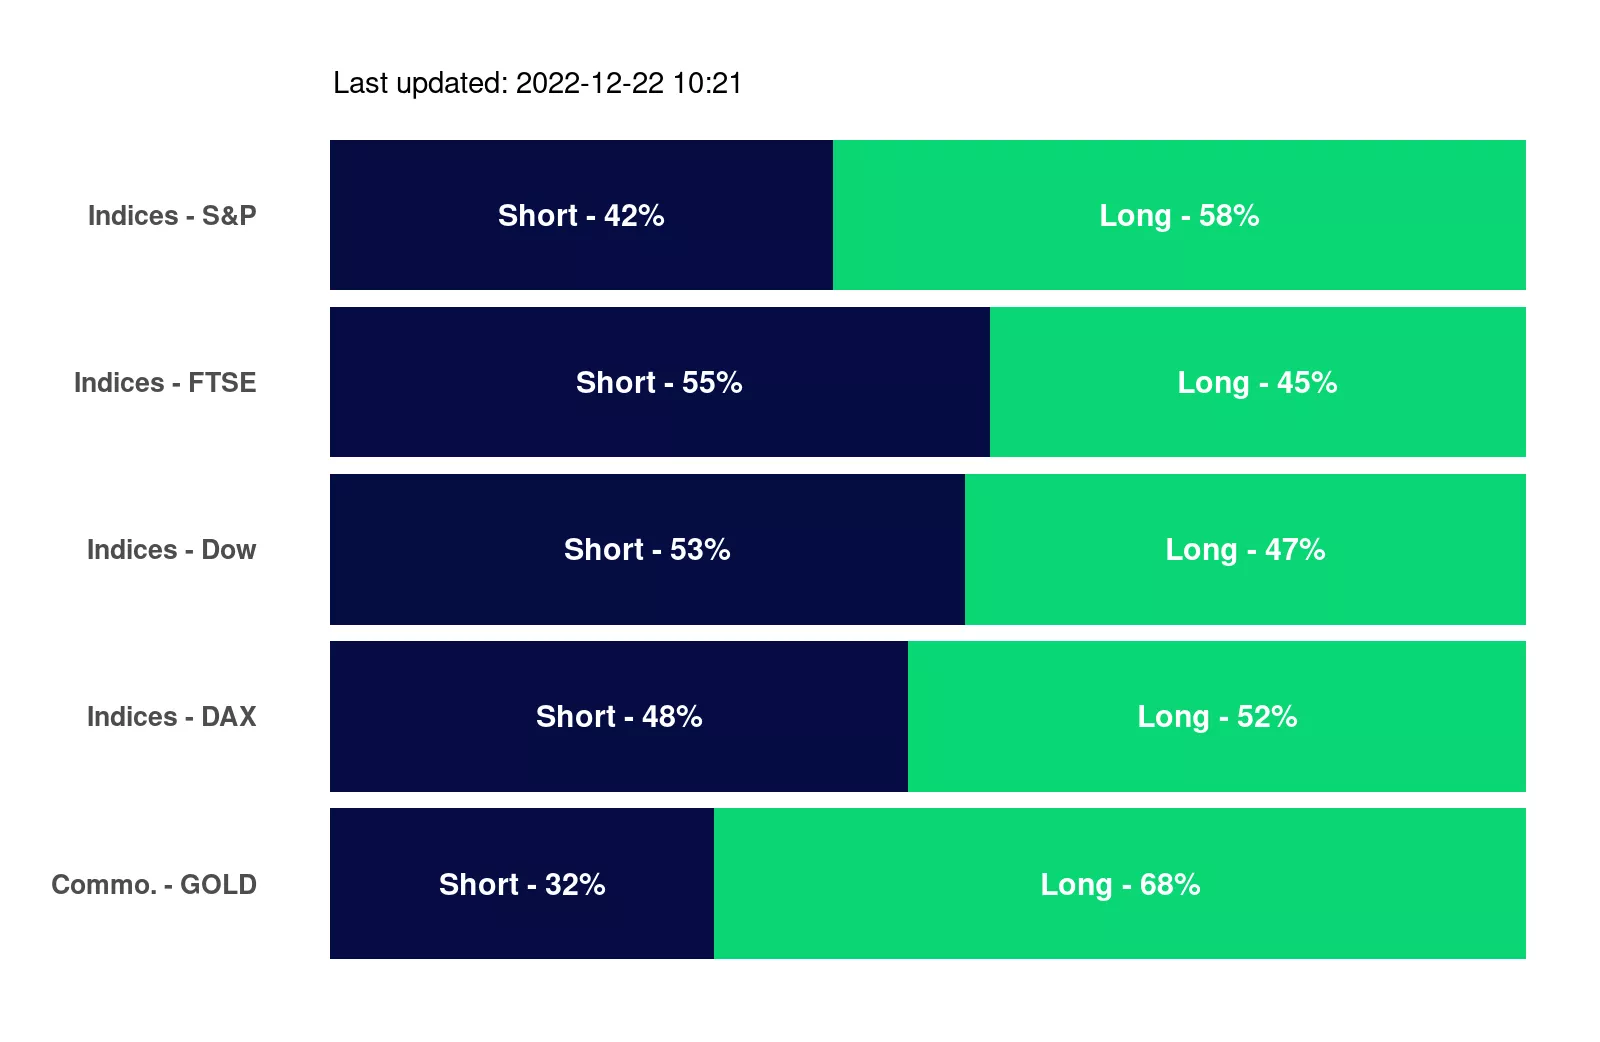 Last updated: 2022-12-22 10:21
Indices - S&P Short - 42% Long - 58%
Indices - FTSE Short - 55% Long - 45%
Indices - Dow Short - 53% Long - 47%
Indices - DAX Short - 48% Long - 52%
Commo. - GOLD Short - 32% Long - 68%